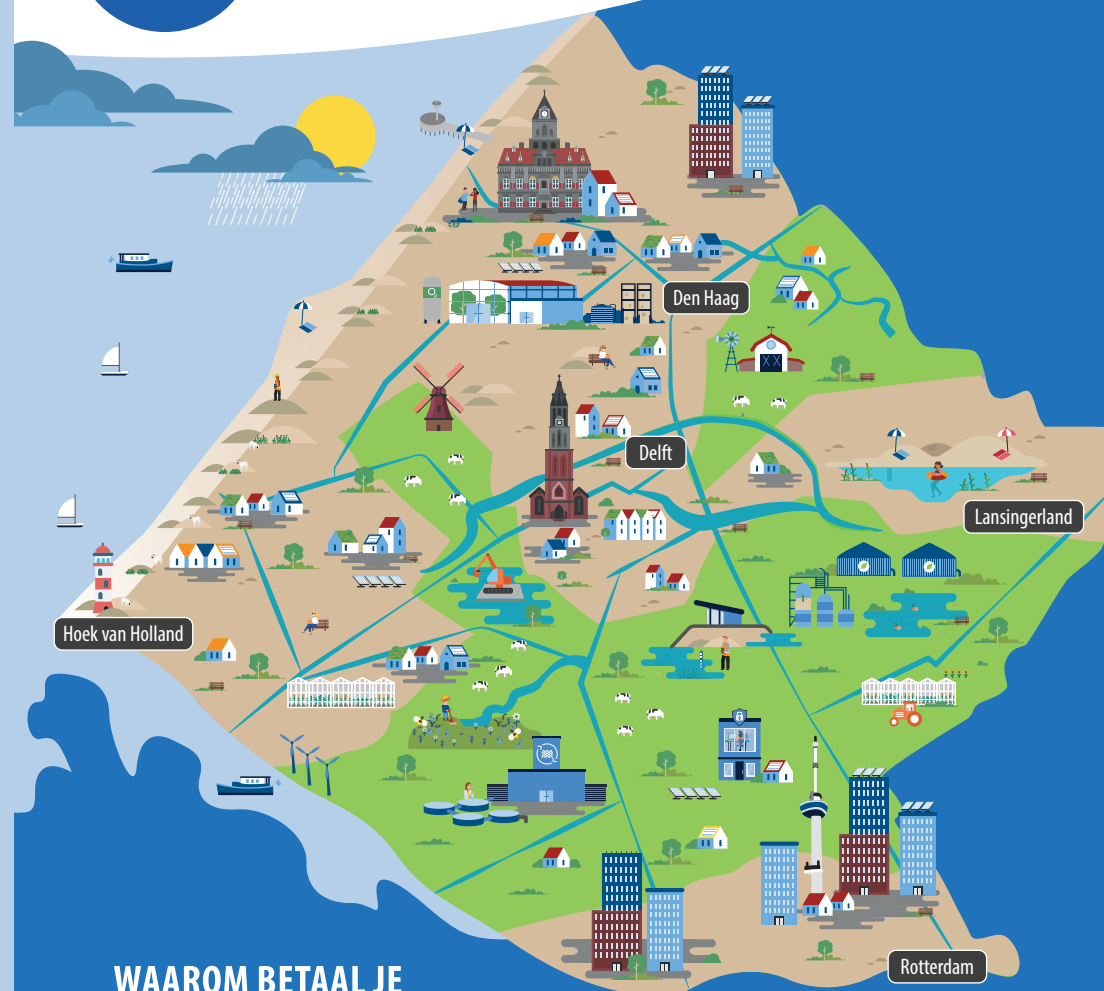 Den Haag
Delft
Lansingerland
Hoek van Holland
Rotterdam
WAAROM BETAAL JE